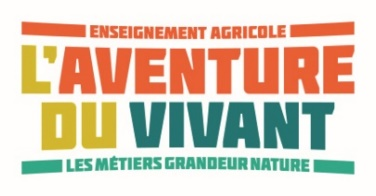 ENSEIGNEMENT AGRICOLE
L'AVENTURE
DU VIVANT
LES MÉTIERS GRANDEUR NATURE